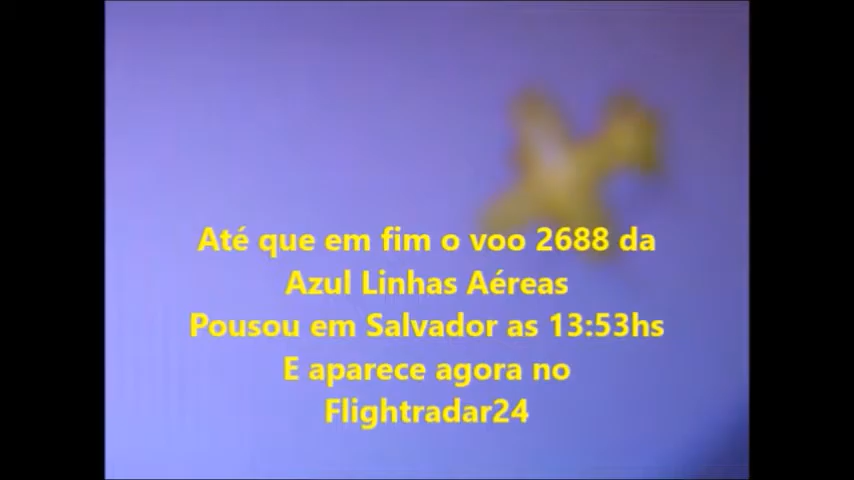 Até que em fim o voo 2688 da
Azul Linhas Aéreas
Pousou em Salvador as 13:53hs
E aparece agora no
Flightradar24